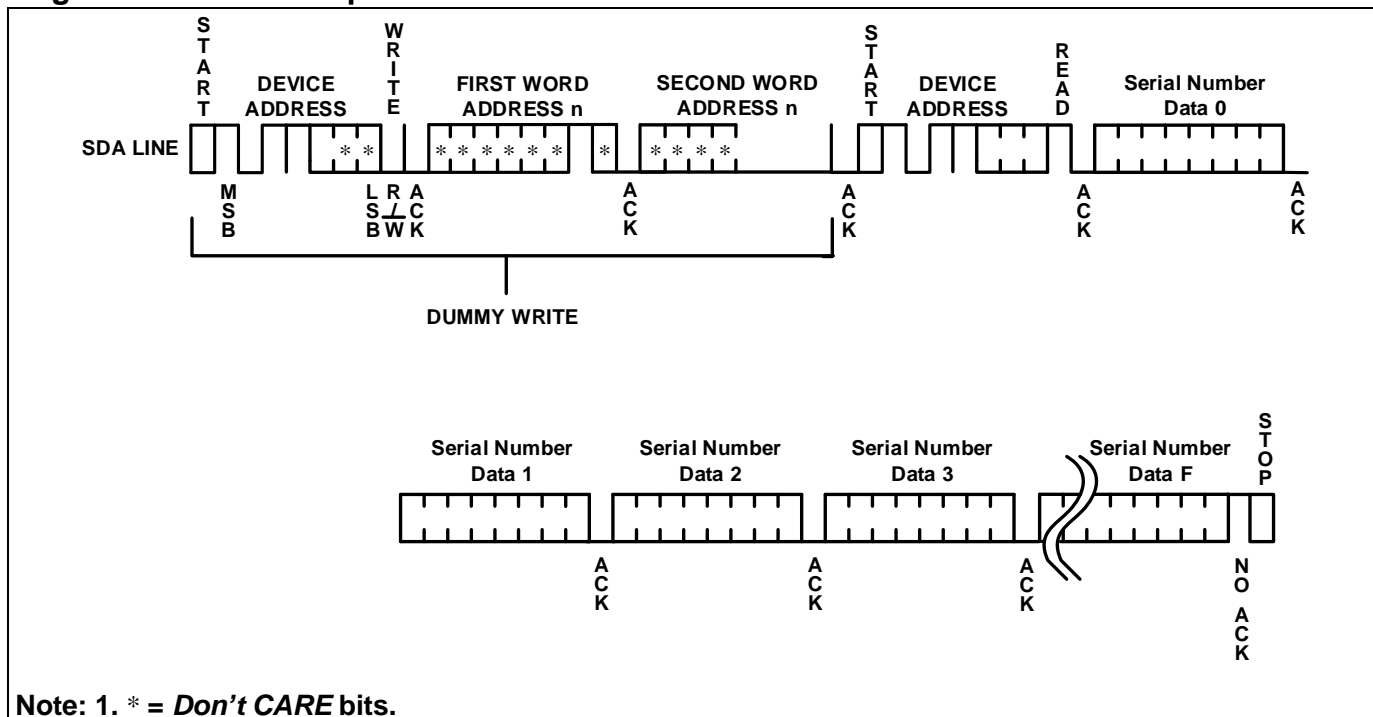 START
WRITE
START
READ
DEVICE ADDRESS
FIRST WORD ADDRESS n
SECOND WORD ADDRESS n
DEVICE ADDRESS
Serial Number Data 0
SDA LINE
* *
* * * * * *
*
* * * *
MSB
LSB
R/W
ACK
ACK
ACK
ACK
ACK
DUMMY WRITE
Serial Number Data 1
Serial Number Data 2
Serial Number Data 3
Serial Number Data F
STOP
ACK
ACK
ACK
NO ACK
Note: 1. * = Don't CARE bits.